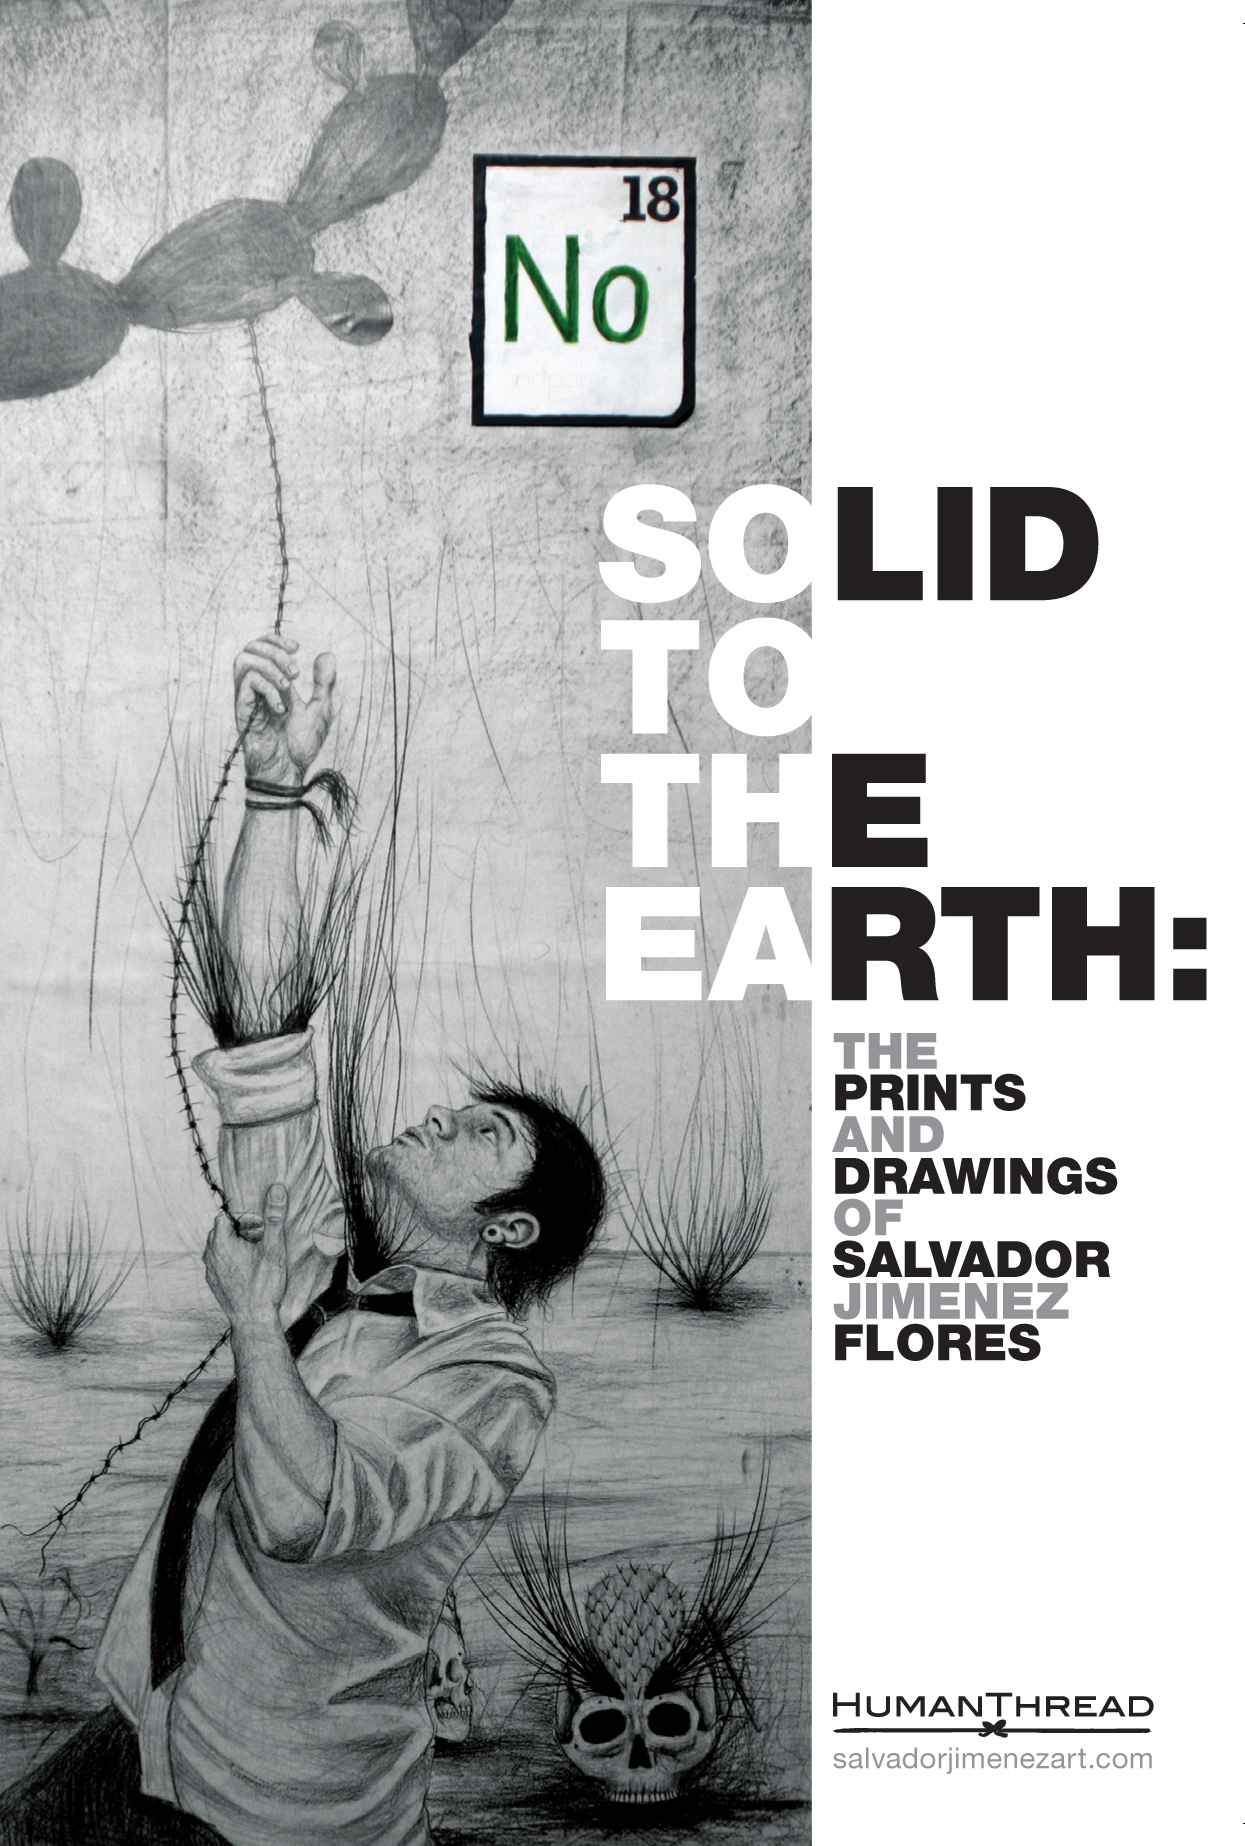 18
No
SOLID
TO
THE
EARTH:
THE
PRINTS
AND
DRAWINGS
OF
SALVADOR
JIMENEZ
FLORES
HUMANTHREAD
salvadorjimenezart.com